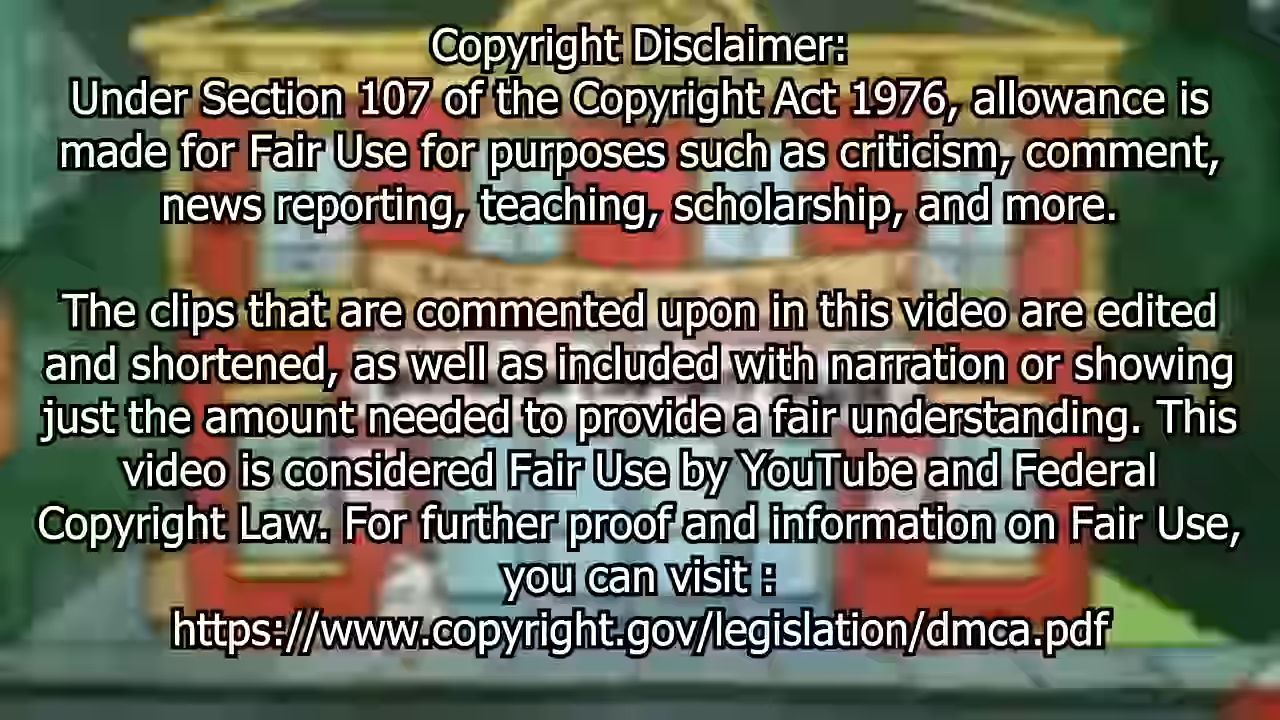 Copyright Disclaimer:
Under Section 107 of the Copyright Act 1976, allowance is
made for Fair Use for purposes such as criticism, comment,
news reporting, teaching, scholarship, and more.
The clips that are commented upon in this video are edited
and shortened, as well as included with narration or showing
just the amount needed to provide a fair understanding. This
video is considered Fair Use by YouTube and Federal
Copyright Law. For further proof and information on Fair Use,
you can visit :
https://www.copyright.gov/legislation/dmca.pdf